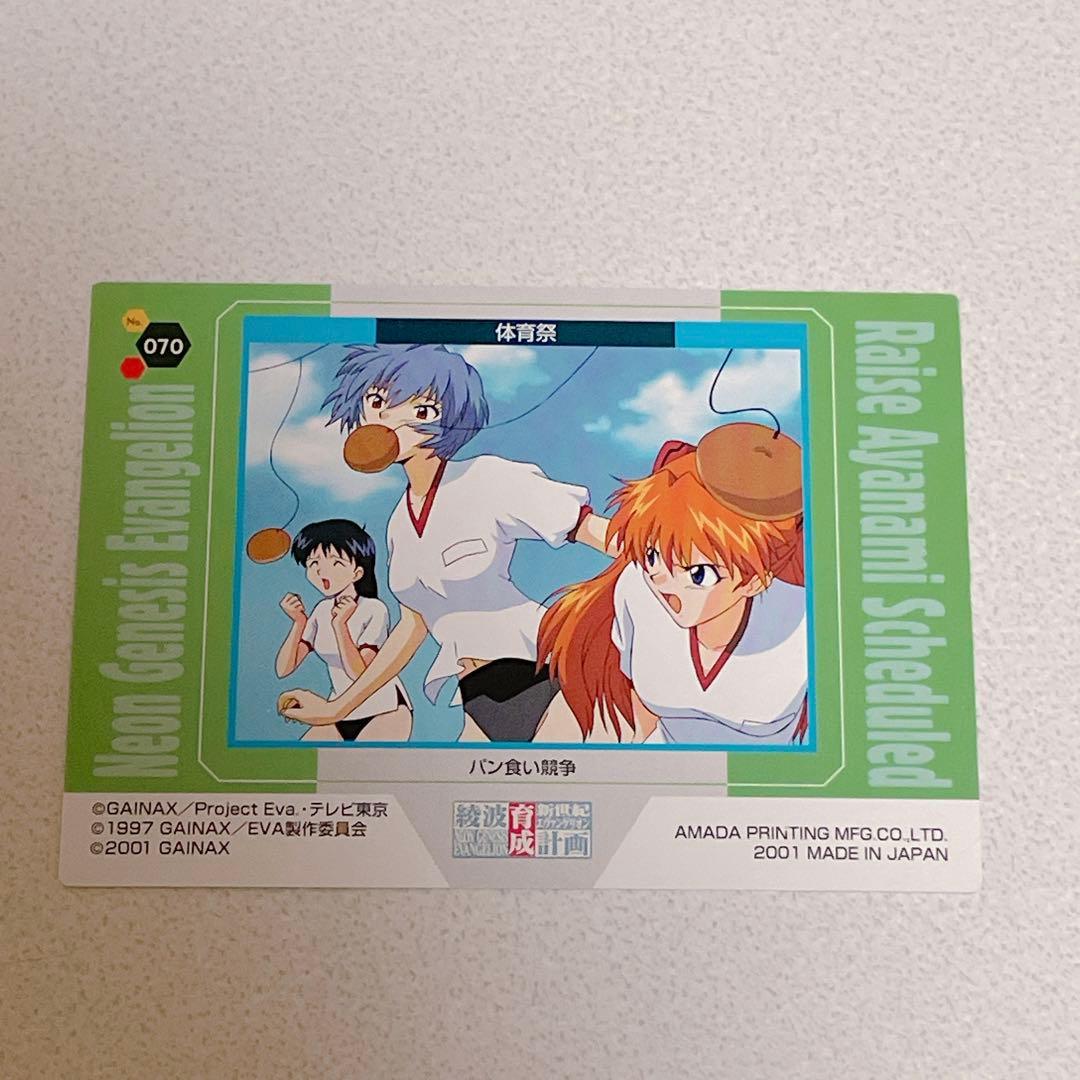 No.
070
体育祭
Neon Genesis Evangelion
Raise Ayanami Scheduled
パン食い競争
©GAINAX／Project Eva.・テレビ東京
©1997 GAINAX／EVA製作委員会
©2001 GAINAX
綾波育成計画
新世紀
エヴァンゲリオン
NEON GENESIS
EVANGELION
AMADA PRINTING MFG.CO.,LTD.
2001 MADE IN JAPAN